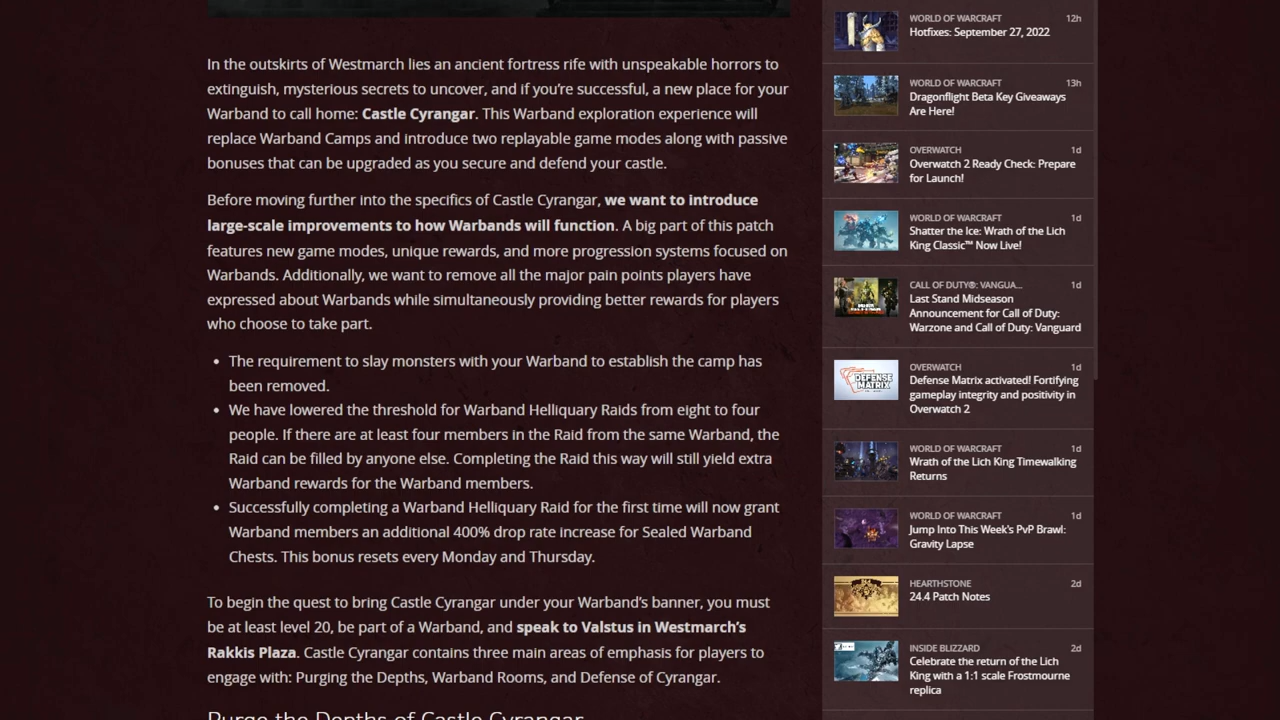 In the outskirts of Westmarch lies an ancient fortress rife with unspeakable horrors to
extinguish, mysterious secrets to uncover, and if you're successful, a new place for your
Warband to call home: Castle Cyrangar. This Warband exploration experience will
replace Warband Camps and introduce two replayable game modes along with passive
bonuses that can be upgraded as you secure and defend your castle.
Before moving further into the specifics of Castle Cyrangar, we want to introduce
large-scale improvements to how Warbands will function. A big part of this patch
features new game modes, unique rewards, and more progression systems focused on
Warbands. Additionally, we want to remove all the major pain points players have
expressed about Warbands while simultaneously providing better rewards for players
who choose to take part.
• The requirement to slay monsters with your Warband to establish the camp has
been removed.
• We have lowered the threshold for Warband Helliquary Raids from eight to four
people. If there are at least four members in the Raid from the same Warband, the
Raid can be filled by anyone else. Completing the Raid this way will still yield extra
Warband rewards for the Warband members.
• Successfully completing a Warband Helliquary Raid for the first time will now grant
Warband members an additional 400% drop rate increase for Sealed Warband
Chests. This bonus resets every Monday and Thursday.
To begin the quest to bring Castle Cyrangar under your Warband's banner, you must
be at least level 20, be part of a Warband, and speak to Valstus in Westmarch's
Rakkis Plaza. Castle Cyrangar contains three main areas of emphasis for players to
engage with: Purging the Depths, Warband Rooms, and Defense of Cyrangar.
Purge the Depths of Castle Cyrangar
WORLD OF WARCRAFT 12h
Hotfixes: September 27, 2022
WORLD OF WARCRAFT 13h
Dragonflight Beta Key Giveaways
Are Here!
OVERWATCH 1d
Overwatch 2 Ready Check: Prepare
for Launch!
WORLD OF WARCRAFT 1d
Shatter the Ice: Wrath of the Lich
King Classic™ Now Live!
CALL OF DUTY®: VANGUA... 1d
Last Stand Midseason
Announcement for Call of Duty:
Warzone and Call of Duty: Vanguard
DEFENSE
MATRIX
OVERWATCH 1d
Defense Matrix activated! Fortifying
gameplay integrity and positivity in
Overwatch 2
WORLD OF WARCRAFT 1d
Wrath of the Lich King Timewalking
Returns
WORLD OF WARCRAFT 1d
Jump Into This Week's PvP Brawl:
Gravity Lapse
HEARTHSTONE 2d
24.4 Patch Notes
INSIDE BLIZZARD 2d
Celebrate the return of the Lich
King with a 1:1 scale Frostmourne
replica